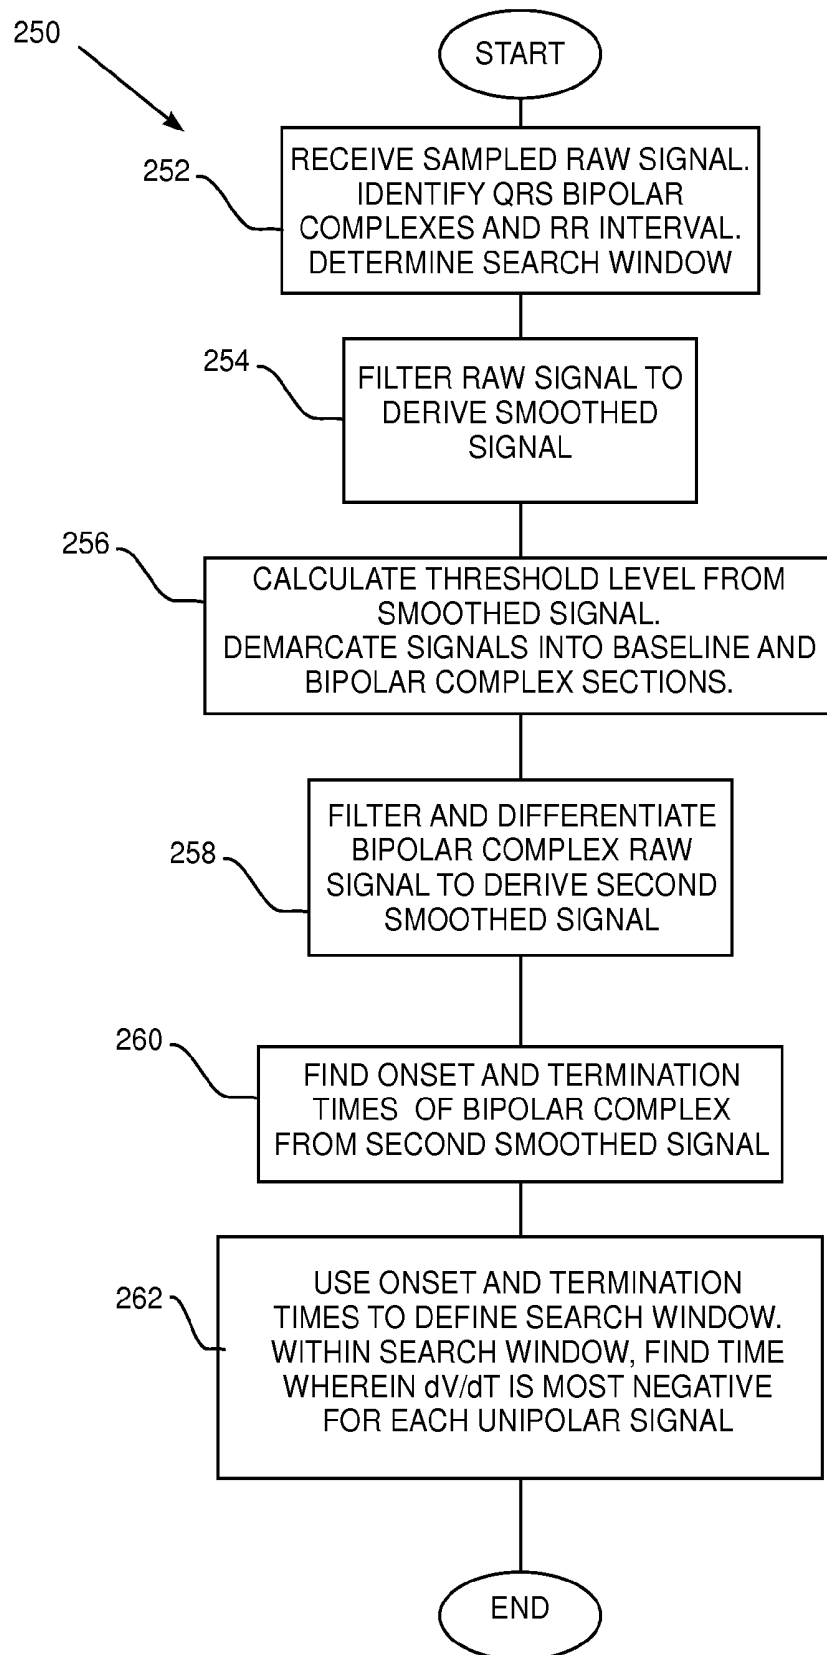 250
START
252
RECEIVE SAMPLED RAW SIGNAL.
IDENTIFY QRS BIPOLAR
COMPLEXES AND RR INTERVAL.
DETERMINE SEARCH WINDOW
254
FILTER RAW SIGNAL TO
DERIVE SMOOTHED
SIGNAL
256
CALCULATE THRESHOLD LEVEL FROM
SMOOTHED SIGNAL.
DEMARCATE SIGNALS INTO BASELINE AND
BIPOLAR COMPLEX SECTIONS.
258
FILTER AND DIFFERENTIATE
BIPOLAR COMPLEX RAW
SIGNAL TO DERIVE SECOND
SMOOTHED SIGNAL
260
FIND ONSET AND TERMINATION
TIMES OF BIPOLAR COMPLEX
FROM SECOND SMOOTHED SIGNAL
262
USE ONSET AND TERMINATION
TIMES TO DEFINE SEARCH WINDOW.
WITHIN SEARCH WINDOW, FIND TIME
WHEREIN dV/dT IS MOST NEGATIVE
FOR EACH UNIPOLAR SIGNAL
END